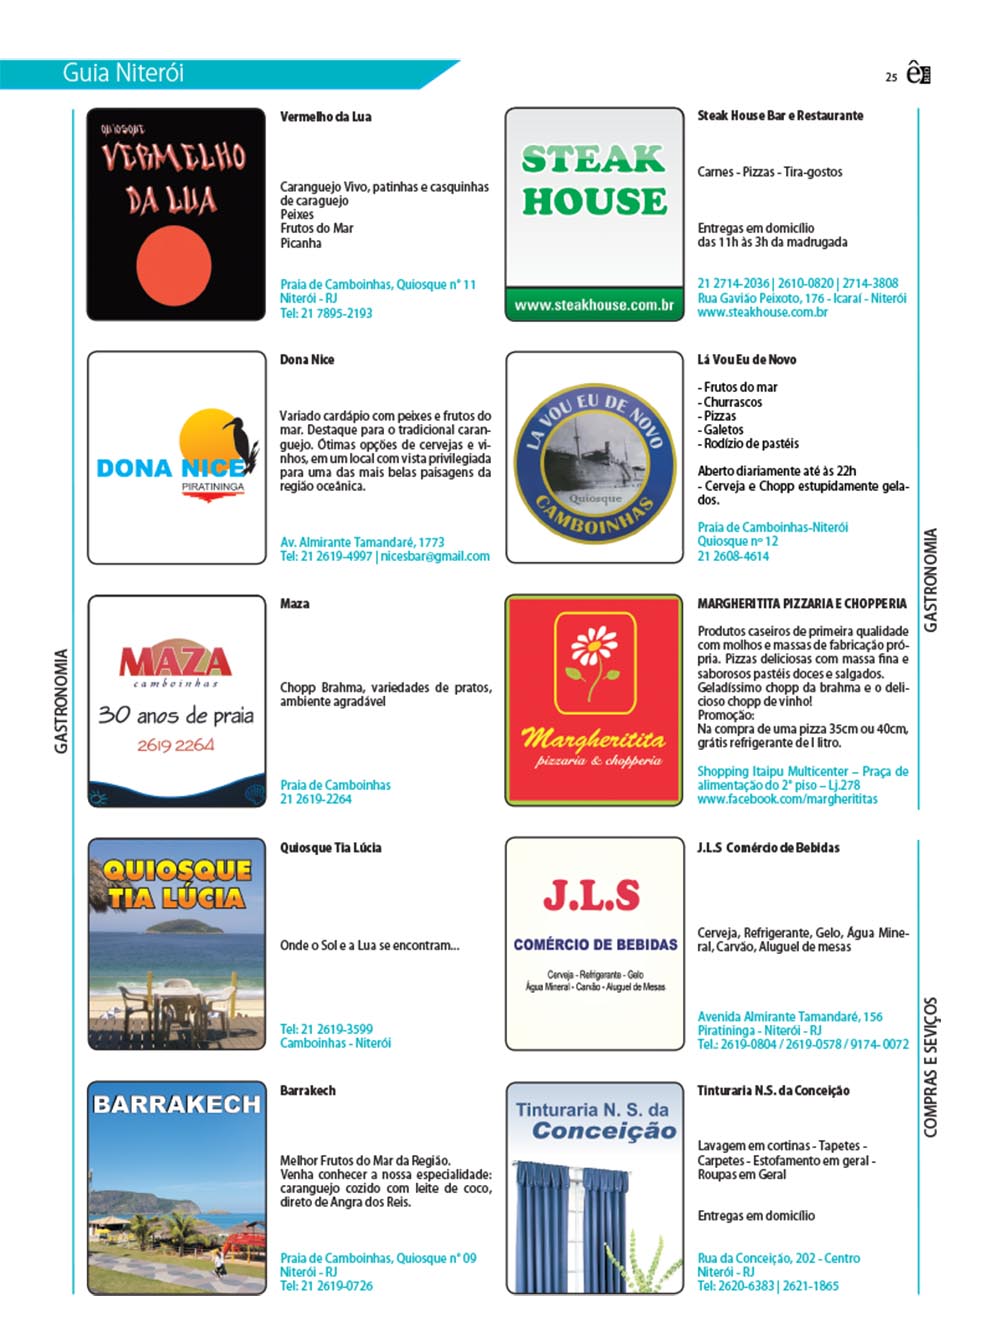 Guia Niterói
25
ê
QUIOSQUE
VERMELHO
DA LUA
Vermelho da Lua
Caranguejo Vivo, patinhas e casquinhas
de caraguejo
Peixes
Frutos do Mar
Picanha
Praia de Camboinhas, Quiosque n° 11
Niterói - RJ
Tel: 21 7895-2193
DONA NICE
PIRATININGA
Dona Nice
Variado cardápio com peixes e frutos do
mar. Destaque para o tradicional caran-
guejo. Ótimas opções de cervejas e vi-
nhos, em um local com vista privilegiada
para uma das mais belas paisagens da
região oceânica.
Av. Almirante Tamandaré, 1773
Tel: 21 2619-4997 | nicesbar@gmail.com
MAZA
camboinhas
30 anos de praia
2619 2264
Maza
Chopp Brahma, variedades de pratos,
ambiente agradável
Praia de Camboinhas
21 2619-2264
QUIOSQUE
TIA LÚCIA
Quiosque Tia Lúcia
Onde o Sol e a Lua se encontram...
Tel: 21 2619-3599
Camboinhas - Niterói
BARRAKECH
Barrakech
Melhor Frutos do Mar da Região.
Venha conhecer a nossa especialidade:
caranguejo cozido com leite de coco,
direto de Angra dos Reis.
Praia de Camboinhas, Quiosque n° 09
Niterói - RJ
Tel: 21 2619-0726
GASTRONOMIA
STEAK
HOUSE
www.steakhouse.com.br
Steak House Bar e Restaurante
Carnes - Pizzas - Tira-gostos
Entregas em domicílio
das 11h às 3h da madrugada
21 2714-2036 | 2610-0820 | 2714-3808
Rua Gavião Peixoto, 176 - Icaraí - Niterói
www.steakhouse.com.br
LA VOU EU DE NOVO
Quiosque
CAMBOINHAS
Lá Vou Eu de Novo
- Frutos do mar
- Churrascos
- Pizzas
- Galetos
- Rodízio de pastéis
Aberto diariamente até às 22h
- Cerveja e Chopp estupidamente gela-
dos.
Praia de Camboinhas-Niterói
Quiosque nº 12
21 2608-4614
Margheritita
pizzaria & chopperia
MARGHERITITA PIZZARIA E CHOPPERIA
Produtos caseiros de primeira qualidade
com molhos e massas de fabricação pró-
pria. Pizzas deliciosas com massa fina e
saborosos pastéis doces e salgados.
Geladíssimo chopp da brahma e o deli-
cioso chopp de vinho!
Promoção:
Na compra de uma pizza 35cm ou 40cm,
grátis refrigerante de l litro.
Shopping Itaipu Multicenter – Praça de
alimentação do 2° piso – Lj.278
www.facebook.com/margherititas
GASTRONOMIA
J.L.S
COMÉRCIO DE BEBIDAS
Cerveja - Refrigerante - Gelo
Água Mineral - Carvão - Aluguel de Mesas
J.L.S Comércio de Bebidas
Cerveja, Refrigerante, Gelo, Água Mine-
ral, Carvão, Aluguel de mesas
Avenida Almirante Tamandaré, 156
Piratininga - Niterói - RJ
Tel.: 2619-0804 / 2619-0578 / 9174- 0072
Tinturaria N. S. da
Conceição
Tinturaria N.S. da Conceição
Lavagem em cortinas - Tapetes -
Carpetes - Estofamento em geral -
Roupas em Geral
Entregas em domicílio
Rua da Conceição, 202 - Centro
Niterói - RJ
Tel: 2620-6383 | 2621-1865
COMPRAS E SEVIÇOS